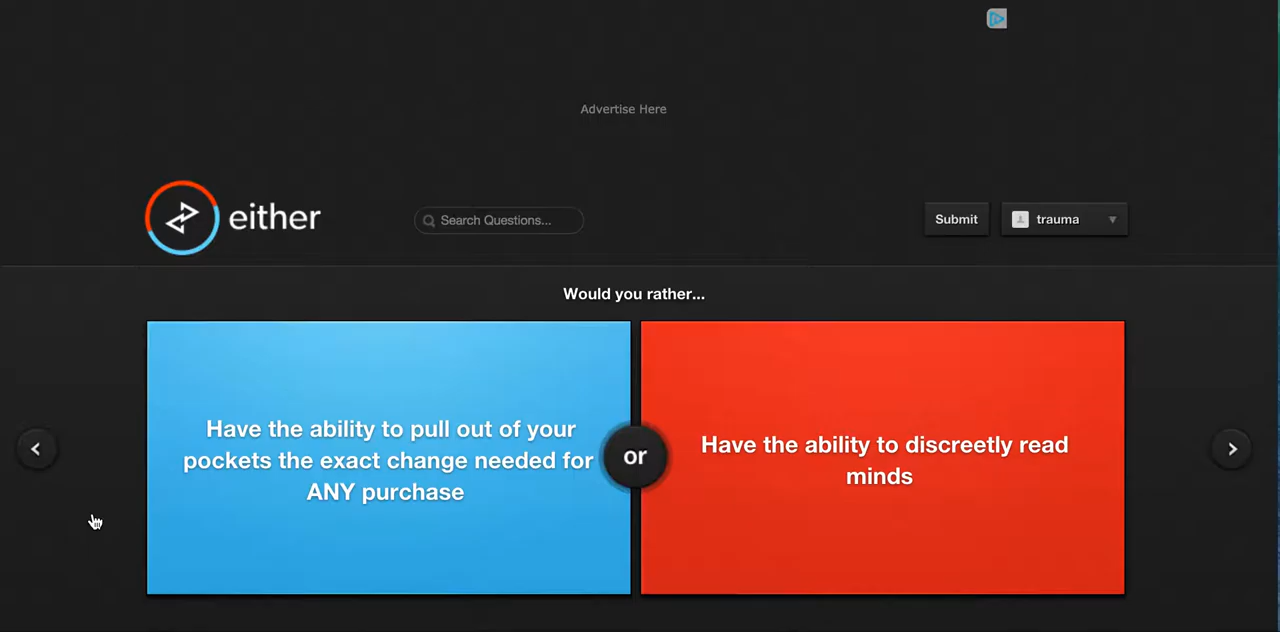 Advertise Here
either
Search Questions...
Submit
trauma
Would you rather...
Have the ability to pull out of your
pockets the exact change needed for
ANY purchase
or
Have the ability to discreetly read
minds